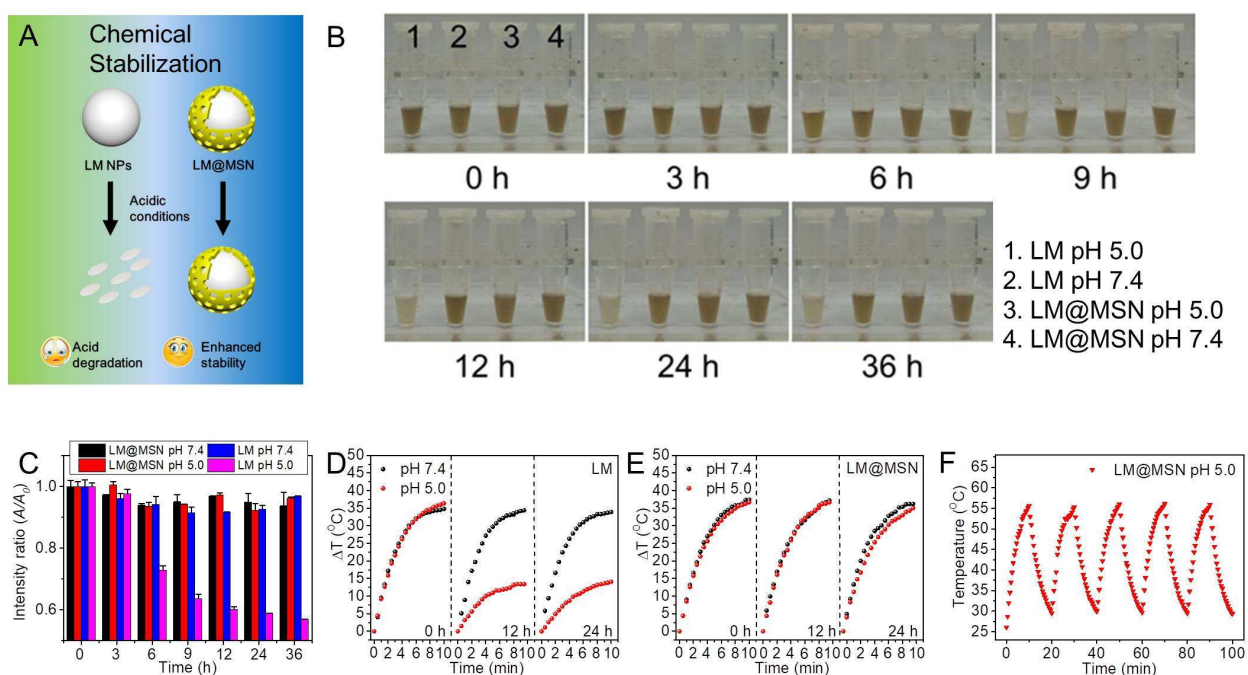 A
Chemical
Stabilization
LM NPs
LM@MSN
Acidic
conditions
Acid
degradation
Enhanced
stability
B
1 2 3 4
0 h
3 h
6 h
9 h
12 h
24 h
36 h
1. LM pH 5.0
2. LM pH 7.4
3. LM@MSN pH 5.0
4. LM@MSN pH 7.4
C
LM@MSN pH 7.4 LM pH 7.4
LM@MSN pH 5.0 LM pH 5.0
Intensity ratio (A/A0)
1.0
0.8
0.6
0 3 6 9 12 24 36
Time (h)
D
pH 7.4
pH 5.0
LM
ΔT (°C)
50
45
40
35
30
25
20
15
10
5
0
0 h
12 h
24 h
0 2 4 6 8 10 0 2 4 6 8 10 0 2 4 6 8 10
Time (min)
E
pH 7.4
pH 5.0
LM@MSN
ΔT (°C)
50
45
40
35
30
25
20
15
10
5
0
0 h
12 h
24 h
0 2 4 6 8 10 0 2 4 6 8 10 0 2 4 6 8 10
Time (min)
F
LM@MSN pH 5.0
Temperature (°C)
65
60
55
50
45
40
35
30
25
0 20 40 60 80 100
Time (min)